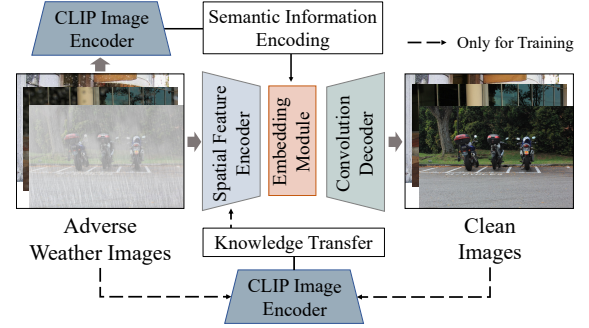 CLIP Image
Encoder
Semantic Information
Encoding
Only for Training
Spatial Feature
Encoder
Embedding
Module
Convolution
Decoder
Adverse
Weather Images
Knowledge Transfer
Clean
Images
CLIP Image
Encoder